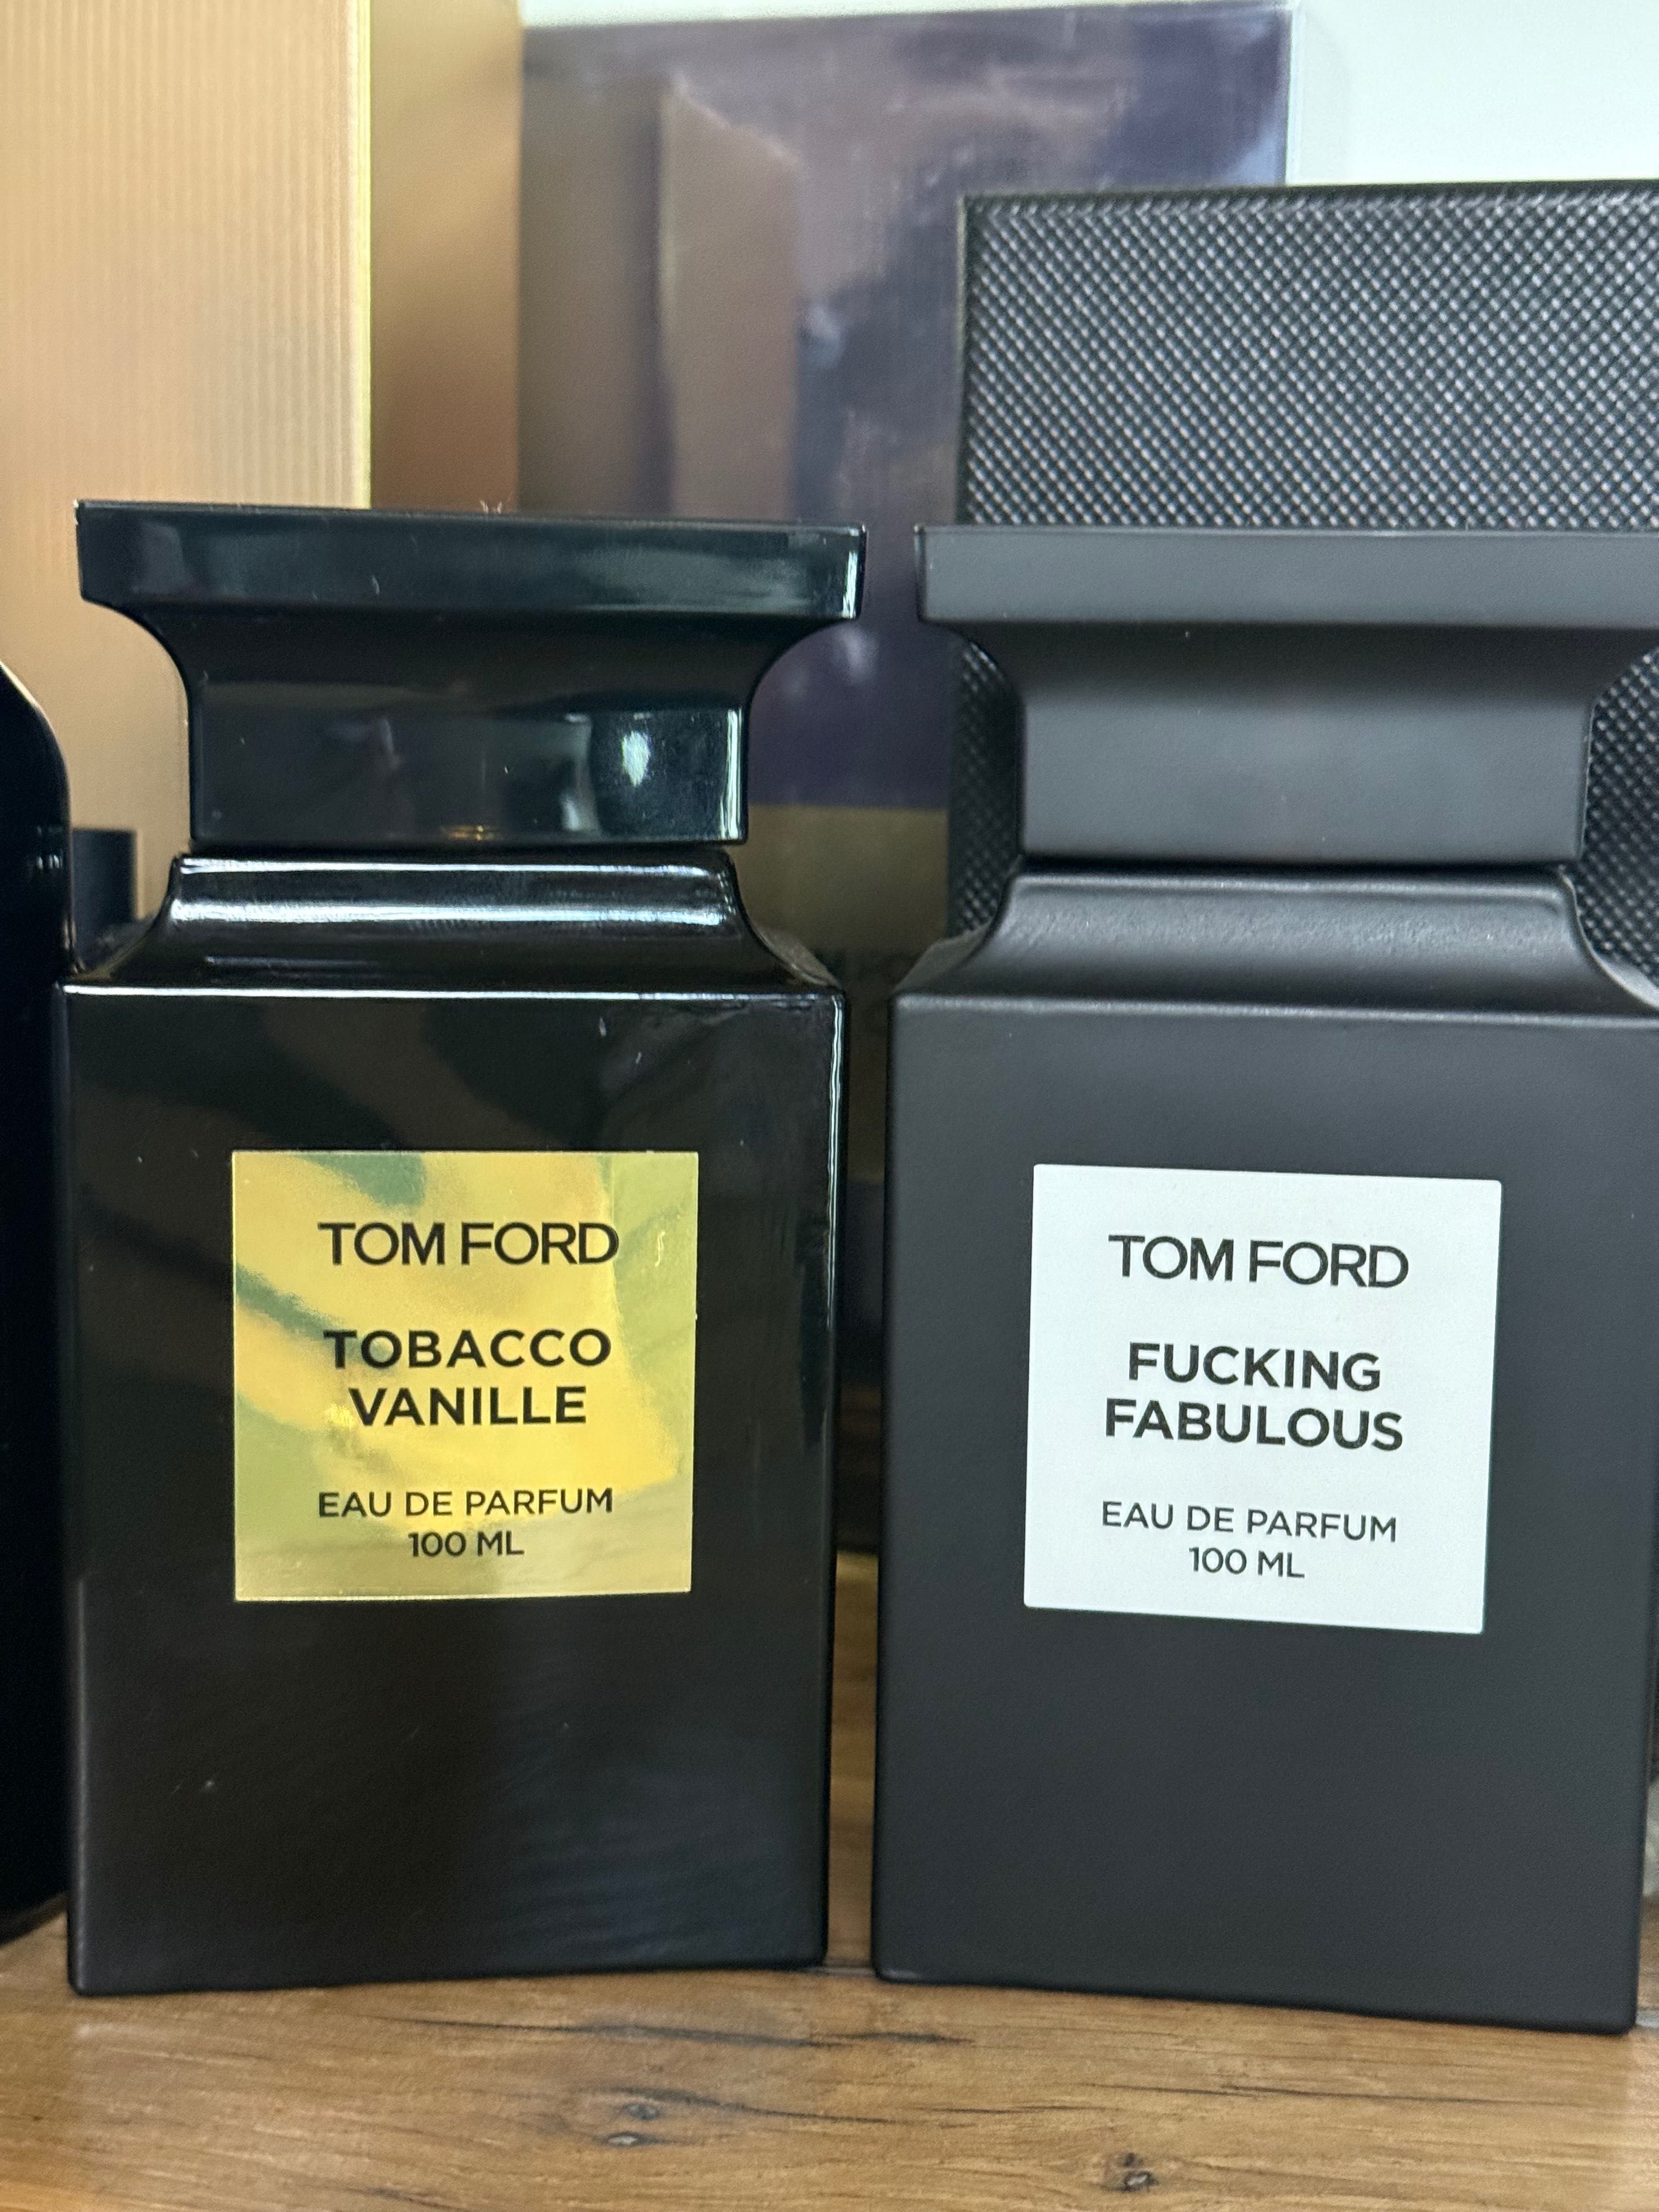 TOM FORD
TOBACCO
VANILLE
EAU DE PARFUM
100 ML
TOM FORD
FUCKING
FABULOUS
EAU DE PARFUM
100 ML